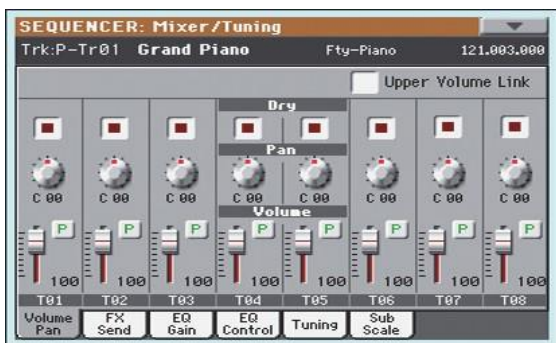 SEQUENCER: Mixer/Tuning
Trk:P-Tr01 Grand Piano Fty-Piano 121.003.000
Upper Volume Link
Dry
Pan
C 00 C 00 C 00 C 00 C 00 C 00 C 00 C 00
Volume
P P P P P P P P
100 100 100 100 100 100 100 100
T01 T02 T03 T04 T05 T06 T07 T08
Volume Pan FX Send EQ Gain EQ Control Tuning Sub Scale